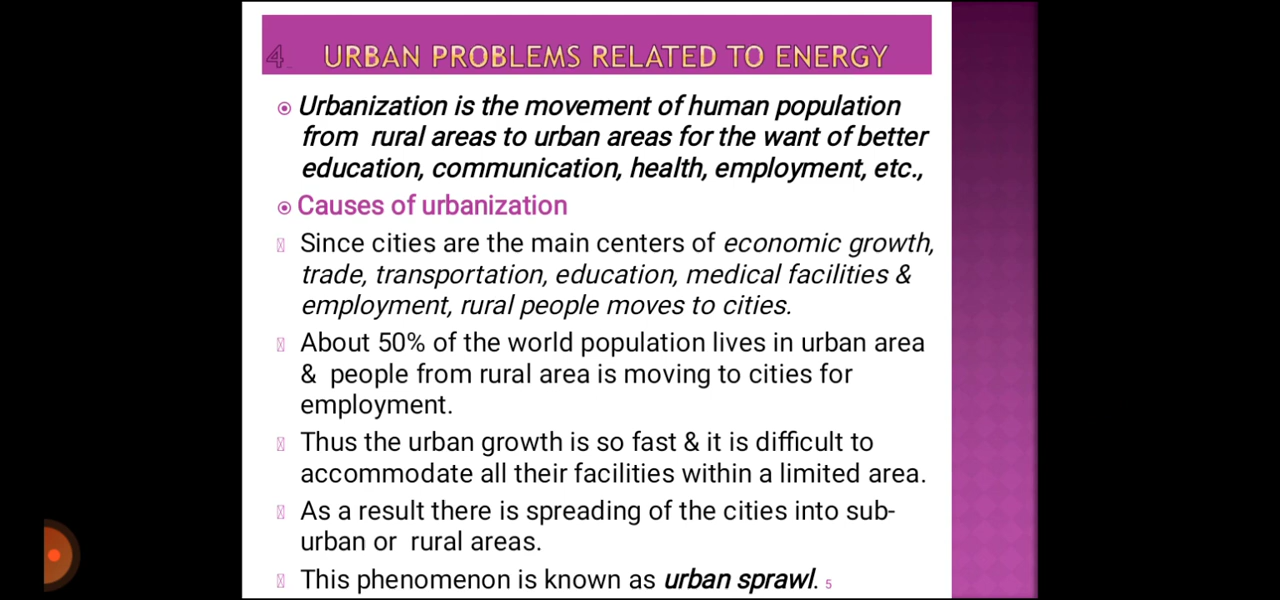 4. URBAN PROBLEMS RELATED TO ENERGY
Urbanization is the movement of human population
from rural areas to urban areas for the want of better
education, communication, health, employment, etc.,
Causes of urbanization
Since cities are the main centers of economic growth,
trade, transportation, education, medical facilities &
employment, rural people moves to cities.
About 50% of the world population lives in urban area
& people from rural area is moving to cities for
employment.
Thus the urban growth is so fast & it is difficult to
accommodate all their facilities within a limited area.
As a result there is spreading of the cities into sub-
urban or rural areas.
This phenomenon is known as urban sprawl. 5